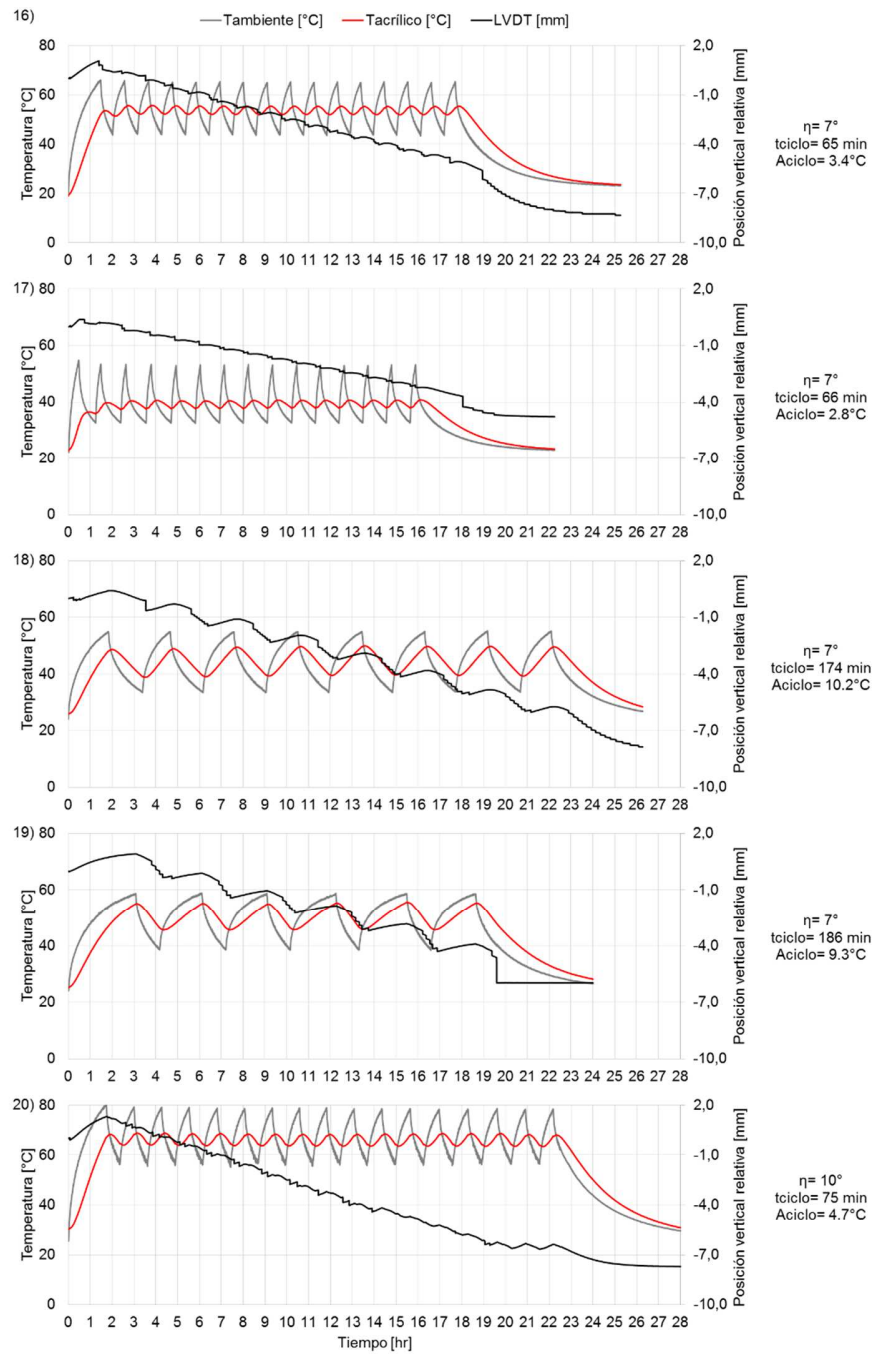 16)
Tambiente [°C] Tacrílico [°C] LVDT [mm]
80 2,0
60 -1,0
40 -4,0
20 -7,0
0 -10,0
Temperatura [°C]
Posición vertical relativa [mm]
0 1 2 3 4 5 6 7 8 9 10 11 12 13 14 15 16 17 18 19 20 21 22 23 24 25 26 27 28
η= 7°
tciclo= 65 min
Aciclo= 3.4°C
17) 80 2,0
60 -1,0
40 -4,0
20 -7,0
0 -10,0
Temperatura [°C]
Posición vertical relativa [mm]
0 1 2 3 4 5 6 7 8 9 10 11 12 13 14 15 16 17 18 19 20 21 22 23 24 25 26 27 28
η= 7°
tciclo= 66 min
Aciclo= 2.8°C
18) 80 2,0
60 -1,0
40 -4,0
20 -7,0
0 -10,0
Temperatura [°C]
Posición vertical relativa [mm]
0 1 2 3 4 5 6 7 8 9 10 11 12 13 14 15 16 17 18 19 20 21 22 23 24 25 26 27 28
η= 7°
tciclo= 174 min
Aciclo= 10.2°C
19) 80 2,0
60 -1,0
40 -4,0
20 -7,0
0 -10,0
Temperatura [°C]
Posición vertical relativa [mm]
0 1 2 3 4 5 6 7 8 9 10 11 12 13 14 15 16 17 18 19 20 21 22 23 24 25 26 27 28
η= 7°
tciclo= 186 min
Aciclo= 9.3°C
20) 80 2,0
60 -1,0
40 -4,0
20 -7,0
0 -10,0
Temperatura [°C]
Posición vertical relativa [mm]
0 1 2 3 4 5 6 7 8 9 10 11 12 13 14 15 16 17 18 19 20 21 22 23 24 25 26 27 28
Tiempo [hr]
η= 10°
tciclo= 75 min
Aciclo= 4.7°C